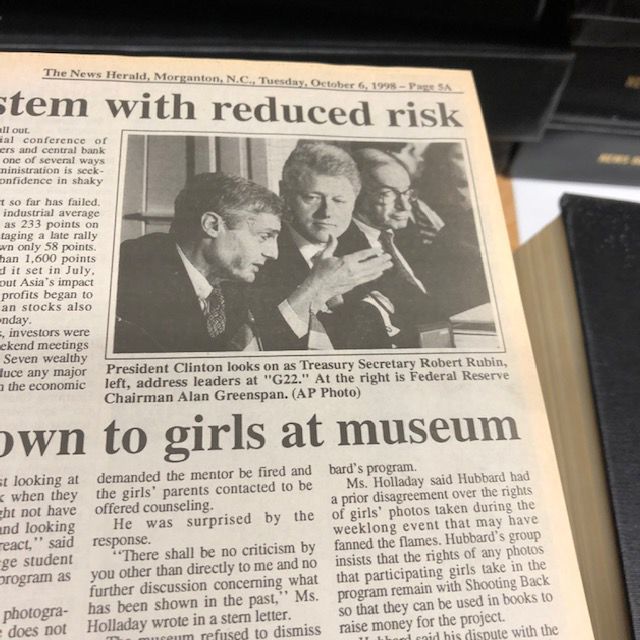 The News Herald, Morganton, N.C., Tuesday, October 6, 1998 – Page 5A
stem with reduced risk
all out.
ial conference of
ers and central bank
one of several ways
ministration is seek-
onfidence in shaky
t so far has failed.
industrial average
as 233 points on
taging a late rally
wn only 58 points.
han 1,600 points
d it set in July,
out Asia's impact
profits began to
an stocks also
nday.
s, investors were
eekend meetings
Seven wealthy
duce any major
n the economic
President Clinton looks on as Treasury Secretary Robert Rubin,
left, address leaders at "G22." At the right is Federal Reserve
Chairman Alan Greenspan. (AP Photo)
own to girls at museum
st looking at
k when they
ght not have
and looking
react,'' said
ge student
program as
photogra-
e does not
demanded the mentor be fired and
the girls' parents contacted to be
offered counseling.
He was surprised by the
response.
''There shall be no criticism by
you other than directly to me and no
further discussion concerning what
has been shown in the past,'' Ms.
Holladay wrote in a stern letter.
The museum refused to dismiss
bard's program.
Ms. Holladay said Hubbard had
a prior disagreement over the rights
of girls' photos taken during the
weeklong event that may have
fanned the flames. Hubbard's group
insists that the rights of any photos
that participating girls take in the
program remain with Shooting Back
so that they can be used in books to
raise money for the project.
Hubbard said his dispute with the